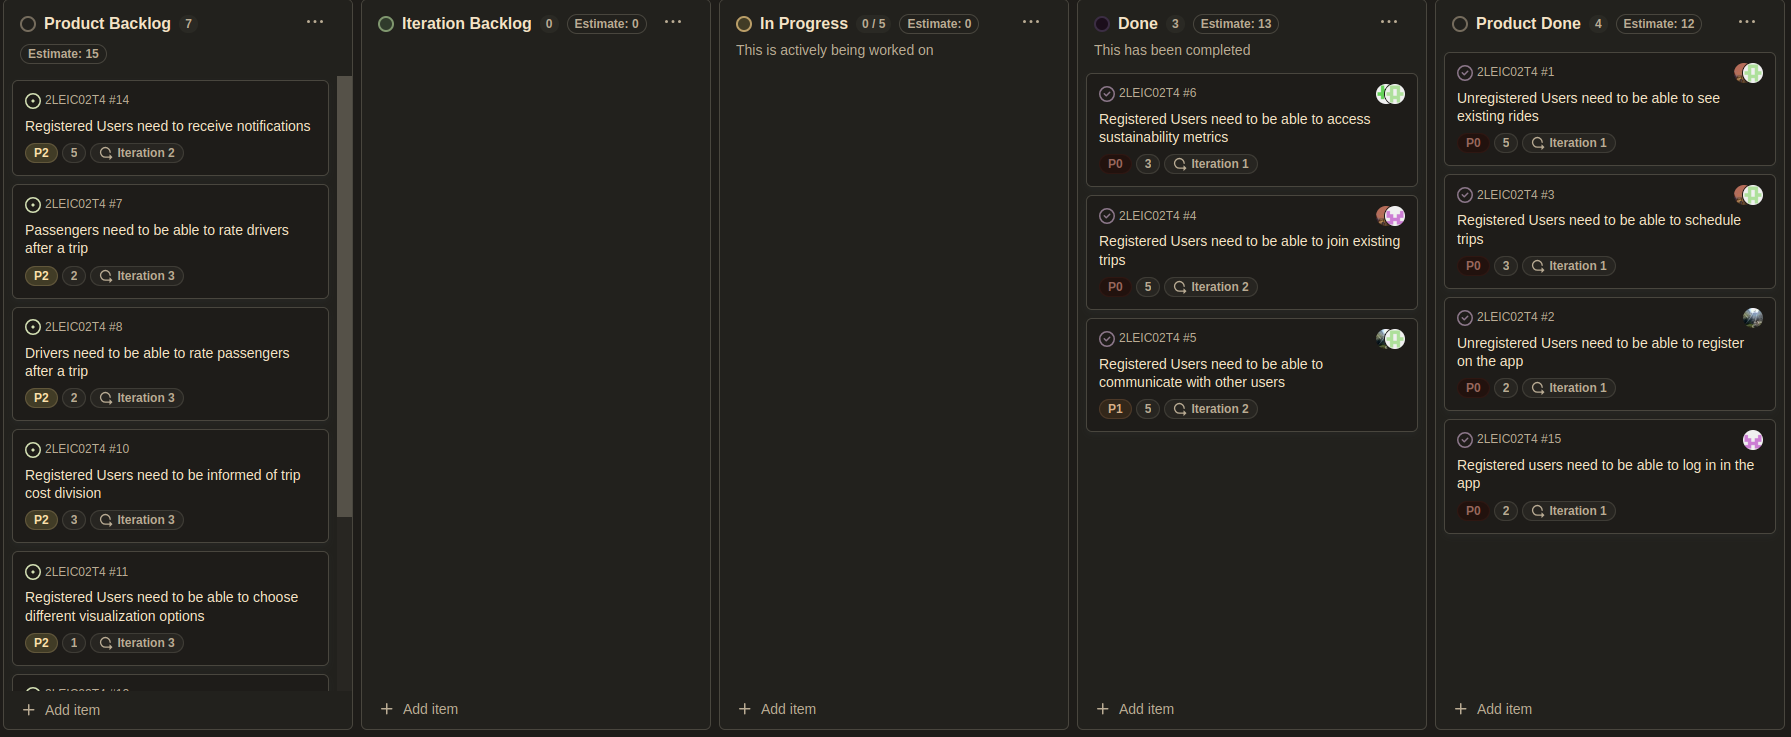 Product Backlog 7
Estimate: 15
2LEIC02T4 #14
Registered Users need to receive notifications
P2 5 Iteration 2
2LEIC02T4 #7
Passengers need to be able to rate drivers
after a trip
P2 2 Iteration 3
2LEIC02T4 #8
Drivers need to be able to rate passengers
after a trip
P2 2 Iteration 3
2LEIC02T4 #10
Registered Users need to be informed of trip
cost division
P2 3 Iteration 3
2LEIC02T4 #11
Registered Users need to be able to choose
different visualization options
P2 1 Iteration 3
Add item
Iteration Backlog 0 Estimate: 0
Add item
In Progress 0 / 5 Estimate: 0
This is actively being worked on
Add item
Done 3 Estimate: 13
This has been completed
2LEIC02T4 #6
Registered Users need to be able to access
sustainability metrics
P0 3 Iteration 1
2LEIC02T4 #4
Registered Users need to be able to join existing
trips
P0 5 Iteration 2
2LEIC02T4 #5
Registered Users need to be able to
communicate with other users
P1 5 Iteration 2
Add item
Product Done 4 Estimate: 12
2LEIC02T4 #1
Unregistered Users need to be able to see
existing rides
P0 5 Iteration 1
2LEIC02T4 #3
Registered Users need to be able to schedule
trips
P0 3 Iteration 1
2LEIC02T4 #2
Unregistered Users need to be able to register
on the app
P0 2 Iteration 1
2LEIC02T4 #15
Registered users need to be able to log in in the
app
P0 2 Iteration 1
Add item